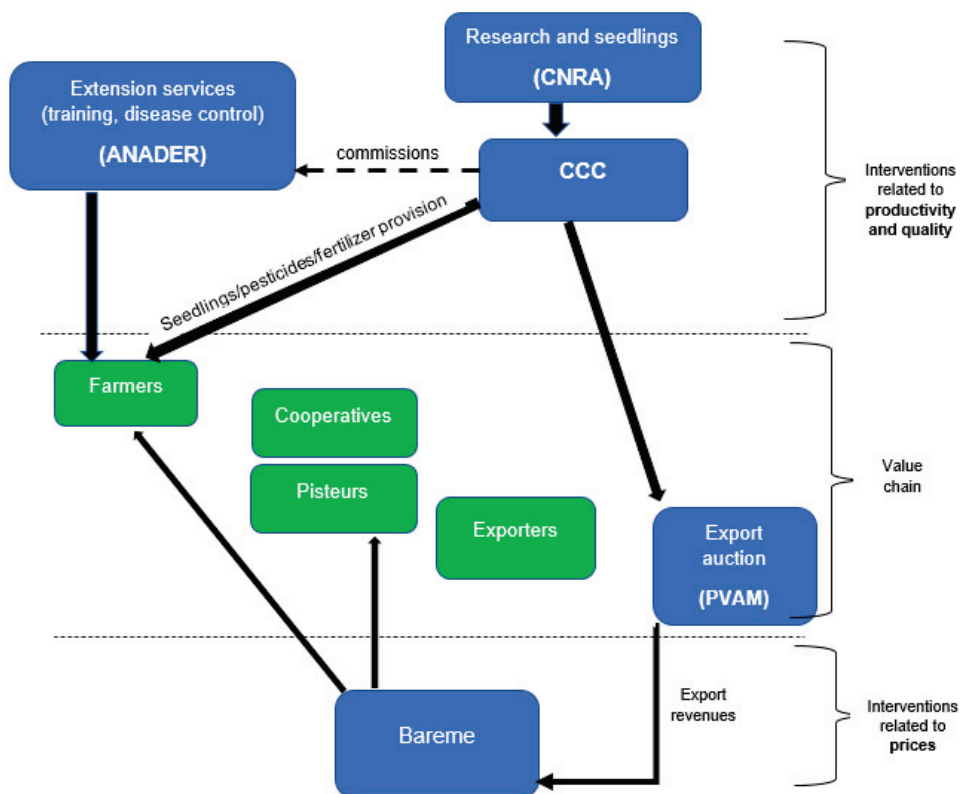 Research and seedlings
(CNRA)
Extension services
(training, disease control)
(ANADER)
commissions
CCC
Interventions
related to
productivity
and quality
Seedlings/pesticides/fertilizer provision
Farmers
Cooperatives
Pisteurs
Exporters
Export
auction
(PVAM)
Value
chain
Export
revenues
Bareme
Interventions
related to
prices